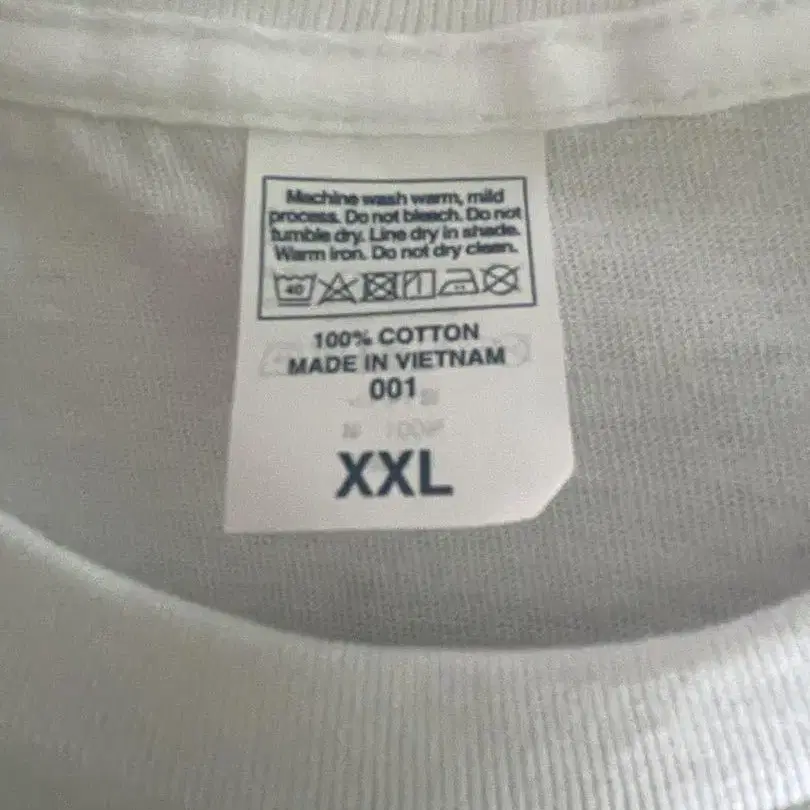 Machine wash warm, mild
process. Do not bleach. Do not
tumble dry. Line dry in shade.
Warm iron. Do not dry clean.
40
100% COTTON
MADE IN VIETNAM
001
XXL